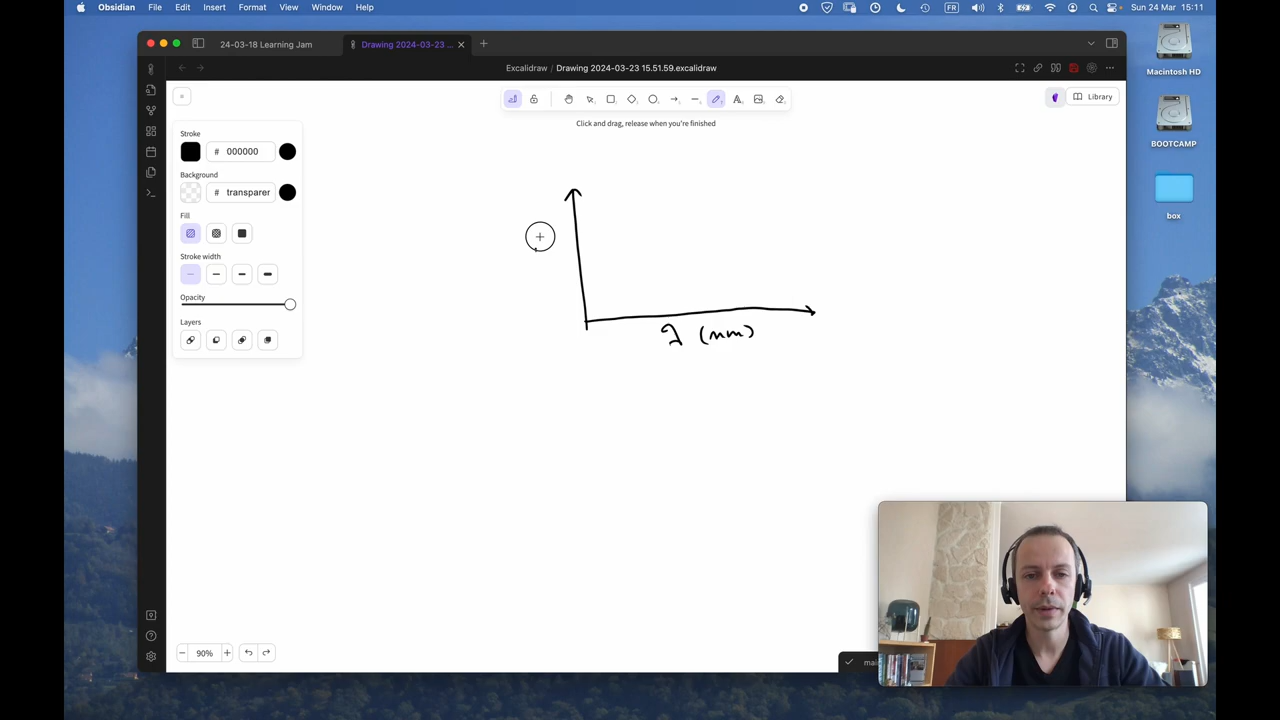 Obsidian File Edit Insert Format View Window Help
FR Sun 24 Mar 15:11
24-03-18 Learning Jam
Drawing 2024-03-23 ...
Excalidraw / Drawing 2024-03-23 15.51.59.excalidraw
Macintosh HD
Library
Click and drag, release when you're finished
Stroke
# 000000
BOOTCAMP
Background
# transparer
box
Fill
Stroke width
Opacity
(nm)
Layers
90%